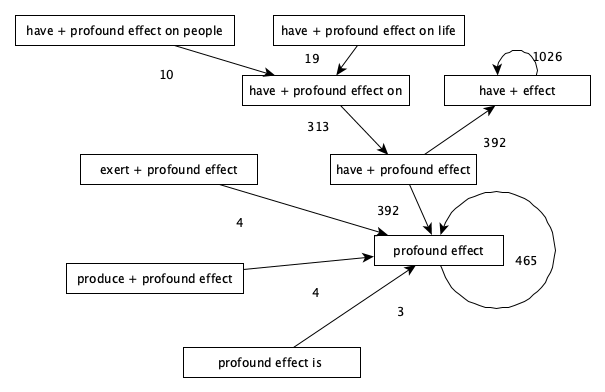 have + profound effect on people
have + profound effect on life
1026
19
10
have + profound effect on
have + effect
313
392
have + profound effect
exert + profound effect
392
4
profound effect
465
produce + profound effect
4
3
profound effect is